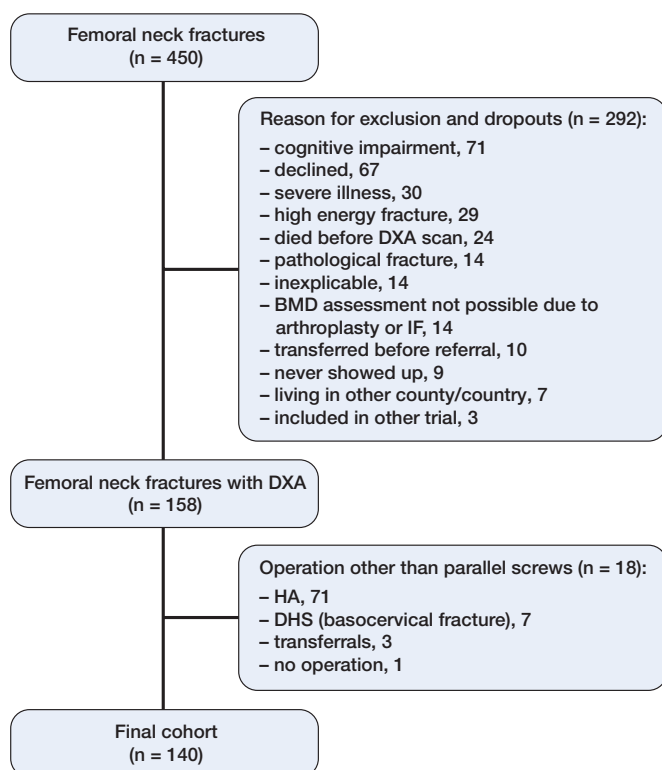 Femoral neck fractures
(n = 450)
Reason for exclusion and dropouts (n = 292):
– cognitive impairment, 71
– declined, 67
– severe illness, 30
– high energy fracture, 29
– died before DXA scan, 24
– pathological fracture, 14
– inexplicable, 14
– BMD assessment not possible due to
arthroplasty or IF, 14
– transferred before referral, 10
– never showed up, 9
– living in other county/country, 7
– included in other trial, 3
Femoral neck fractures with DXA
(n = 158)
Operation other than parallel screws (n = 18):
– HA, 71
– DHS (basocervical fracture), 7
– transferrals, 3
– no operation, 1
Final cohort
(n = 140)